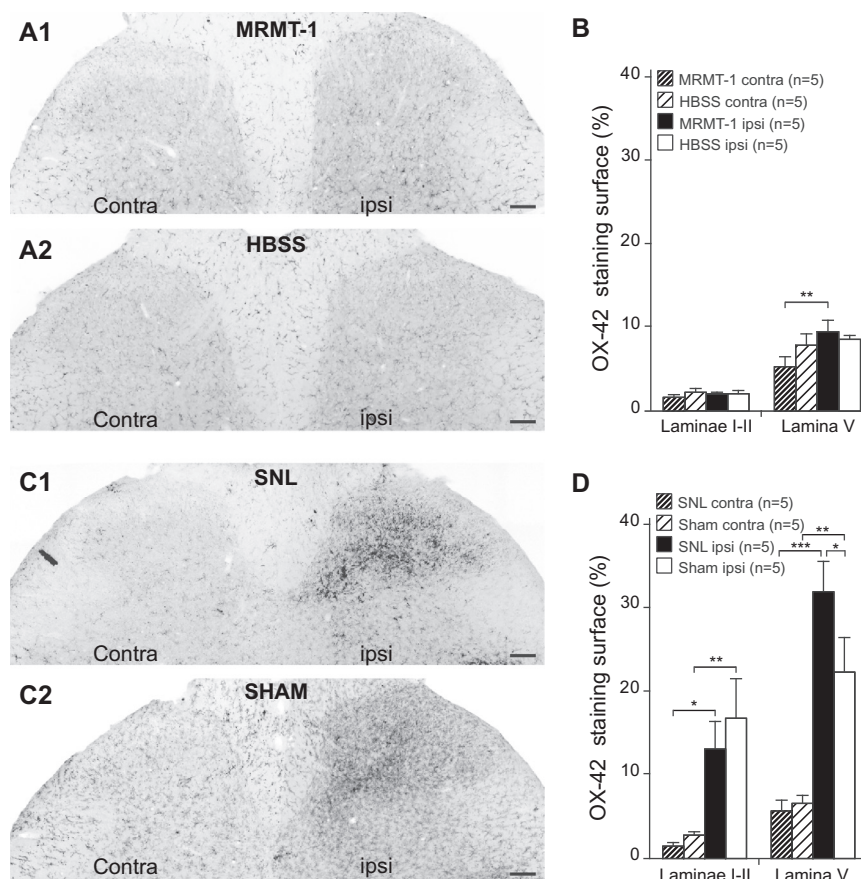 A1
MRMT-1
Contra
ipsi
A2
HBSS
Contra
ipsi
B
OX-42 staining surface (%)
40
30
20
10
0
MRMT-1 contra (n=5)
HBSS contra (n=5)
MRMT-1 ipsi (n=5)
HBSS ipsi (n=5)
**
Laminae I-II
Lamina V
C1
SNL
Contra
ipsi
C2
SHAM
Contra
ipsi
D
OX-42 staining surface (%)
40
30
20
10
0
SNL contra (n=5)
Sham contra (n=5)
SNL ipsi (n=5)
Sham ipsi (n=5)
**
***
*
**
*
Laminae I-II
Lamina V